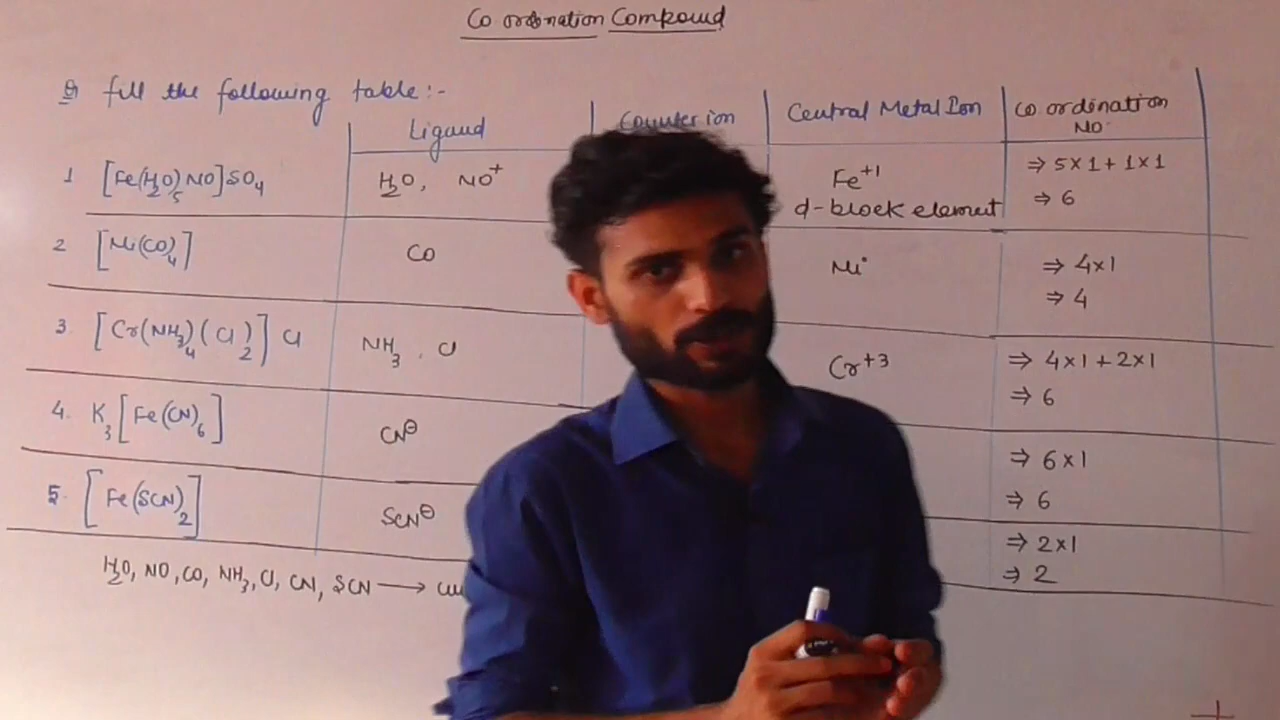 Co ordination Compound
Q fill the following table:-
Ligand Counter ion Central Metal Ion Co ordination No.
1 [Fe(H2O)5NO]SO4 H2O, NO+ Fe+1 ⇒ 5×1+1×1
d-block element ⇒ 6
2 [Ni(CO)4] CO Ni° ⇒ 4×1
⇒ 4
3. [Cr(NH3)4(Cl)2]Cl NH3, Cl Cr+3 ⇒ 4×1+2×1
⇒ 6
4. K3[Fe(CN)6] CN⊖ ⇒ 6×1
⇒ 6
5. [Fe(SCN)2] SCN⊖ ⇒ 2×1
⇒ 2
H2O, NO, CO, NH3, Cl, CN, SCN →